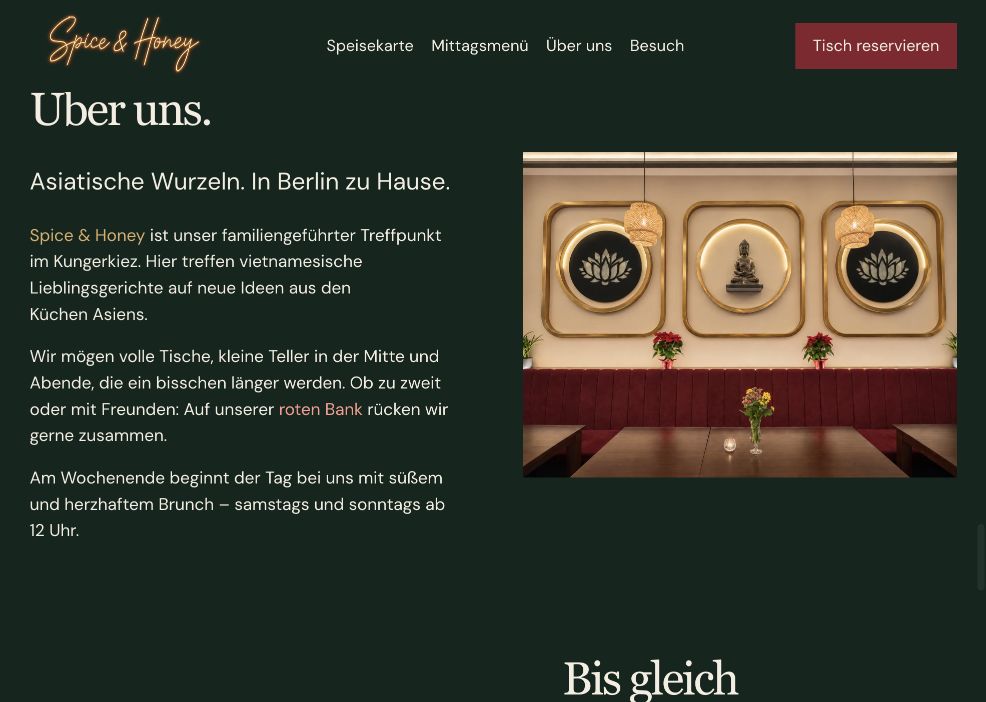 Spice & Honey
Speisekarte Mittagsmenü Über uns Besuch
Tisch reservieren
Über uns.
Asiatische Wurzeln. In Berlin zu Hause.
Spice & Honey ist unser familiengeführter Treffpunkt
im Kungerkiez. Hier treffen vietnamesische
Lieblingsgerichte auf neue Ideen aus den
Küchen Asiens.
Wir mögen volle Tische, kleine Teller in der Mitte und
Abende, die ein bisschen länger werden. Ob zu zweit
oder mit Freunden: Auf unserer roten Bank rücken wir
gerne zusammen.
Am Wochenende beginnt der Tag bei uns mit süßem
und herzhaftem Brunch – samstags und sonntags ab
12 Uhr.
Bis gleich